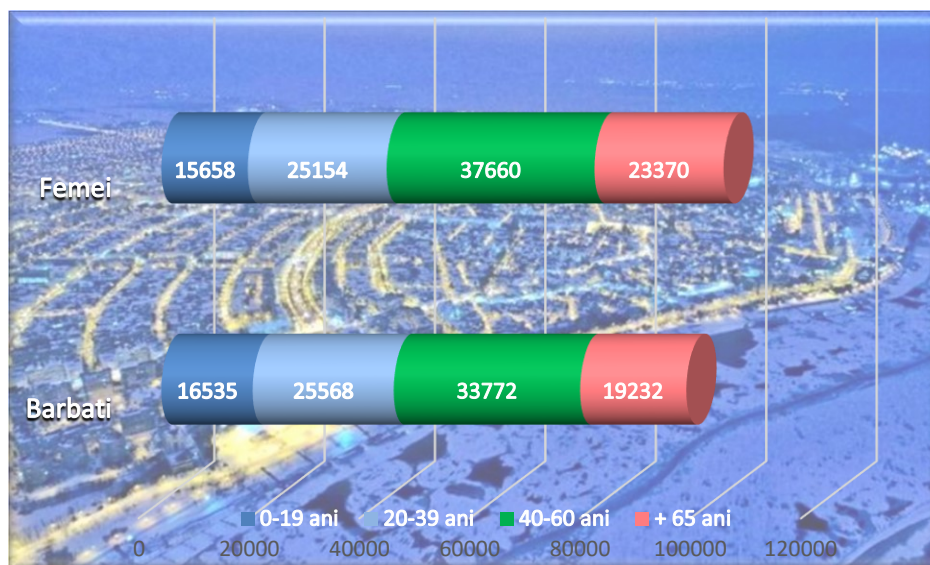 Femei
15658 25154 37660 23370
Barbati
16535 25568 33772 19232
0-19 ani 20-39 ani 40-60 ani + 65 ani
0 20000 40000 60000 80000 100000 120000